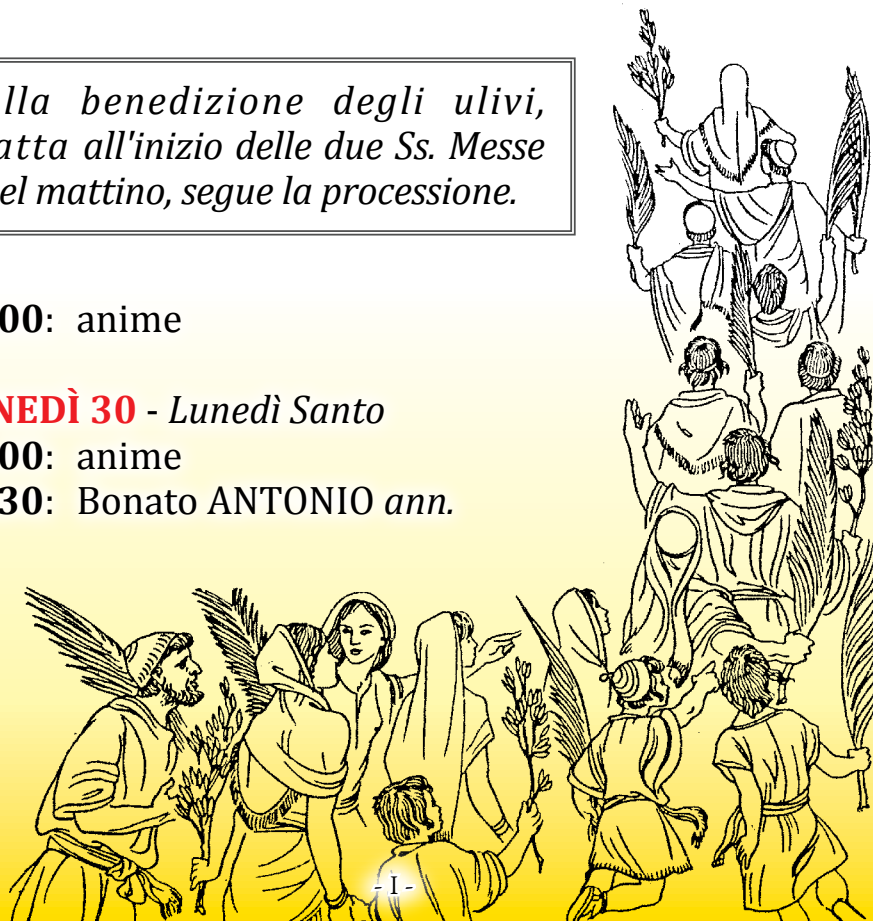 lla benedizione degli ulivi,
atta all'inizio delle due Ss. Messe
el mattino, segue la processione.
00: anime
NEDÌ 30 - Lunedì Santo
00: anime
30: Bonato ANTONIO ann.
- I -